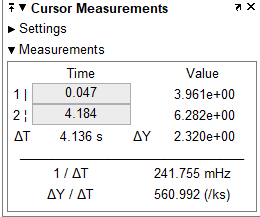 Cursor Measurements
Settings
Measurements
Time Value
1 | 0.047 3.961e+00
2 ¦ 4.184 6.282e+00
ΔT 4.136 s ΔY 2.320e+00
1 / ΔT 241.755 mHz
ΔY / ΔT 560.992 (/ks)